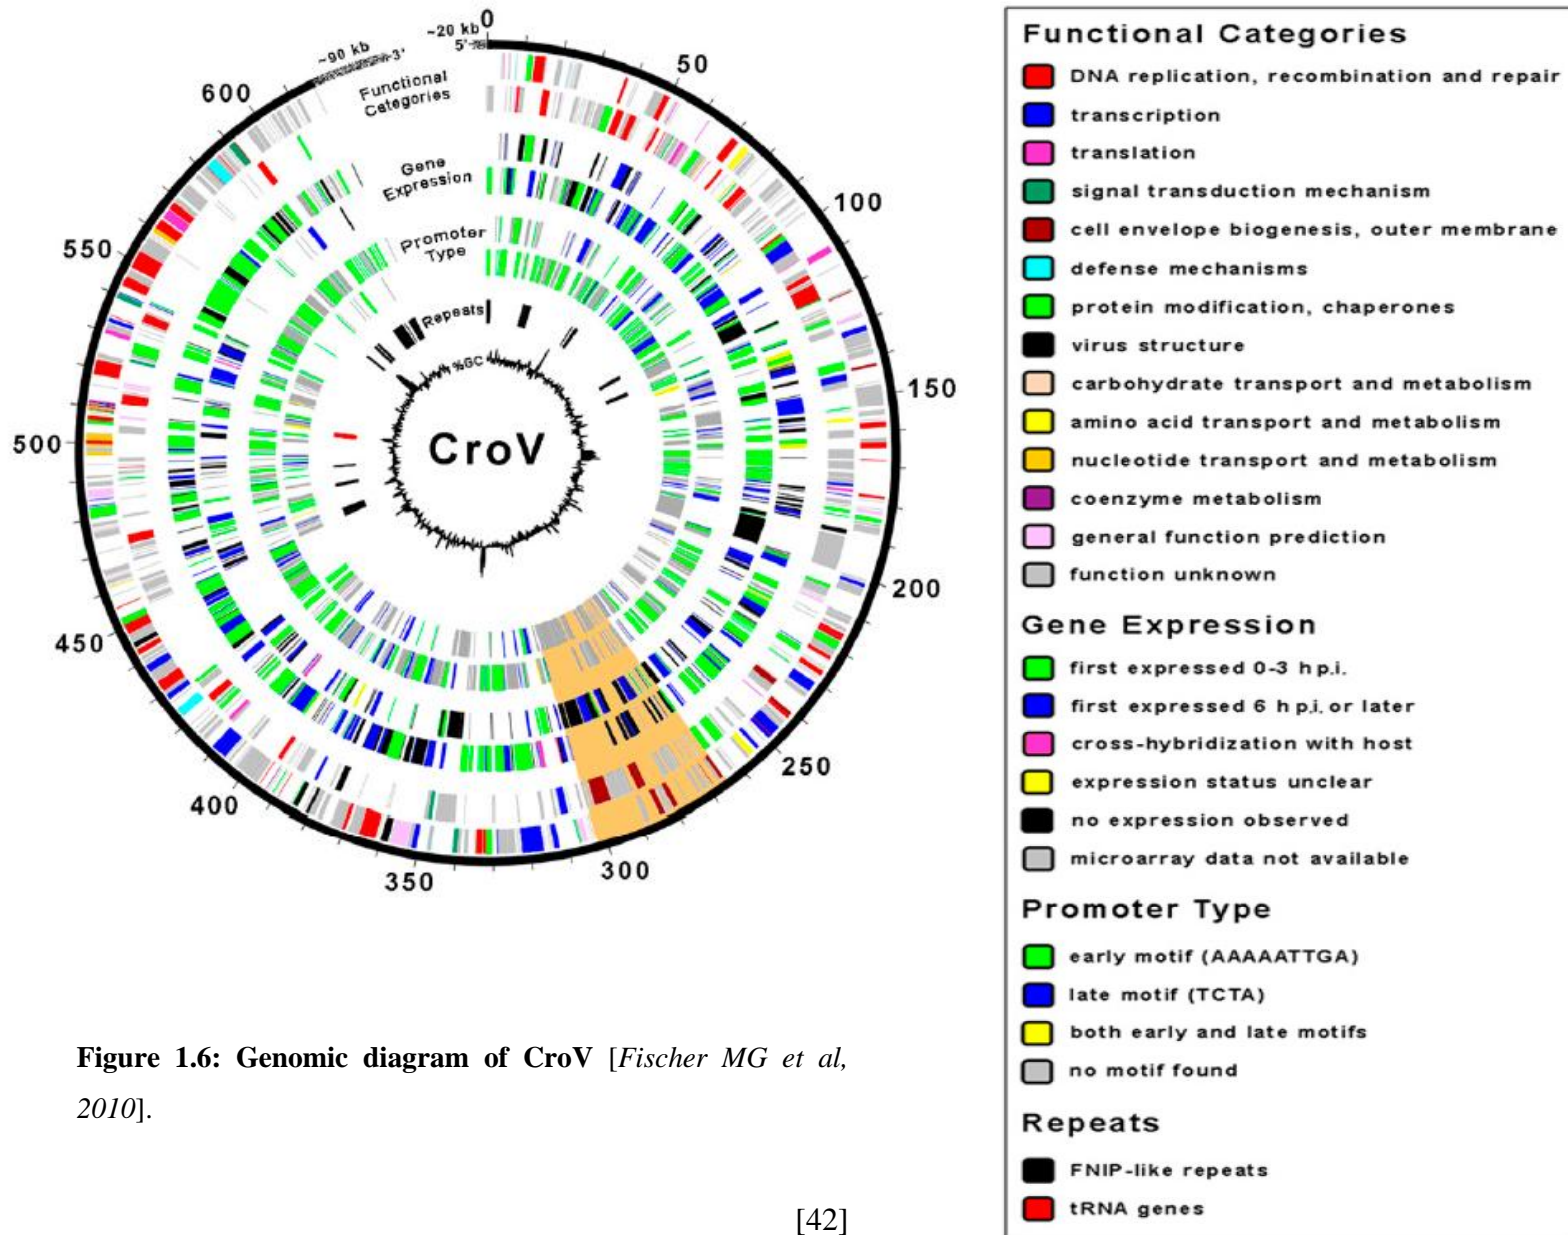 0
~20 kb
5'
~90 kb
3'
50
100
150
200
250
300
350
400
450
500
550
600
Functional
Categories
Gene
Expression
Promoter
Type
Repeats
%GC
CroV
Functional Categories
DNA replication, recombination and repair
transcription
translation
signal transduction mechanism
cell envelope biogenesis, outer membrane
defense mechanisms
protein modification, chaperones
virus structure
carbohydrate transport and metabolism
amino acid transport and metabolism
nucleotide transport and metabolism
coenzyme metabolism
general function prediction
function unknown
Gene Expression
first expressed 0-3 h p.i.
first expressed 6 h p.i. or later
cross-hybridization with host
expression status unclear
no expression observed
microarray data not available
Promoter Type
early motif (AAAAATTGA)
late motif (TCTA)
both early and late motifs
no motif found
Repeats
FNIP-like repeats
tRNA genes
Figure 1.6: Genomic diagram of CroV [Fischer MG et al,
2010].
[42]